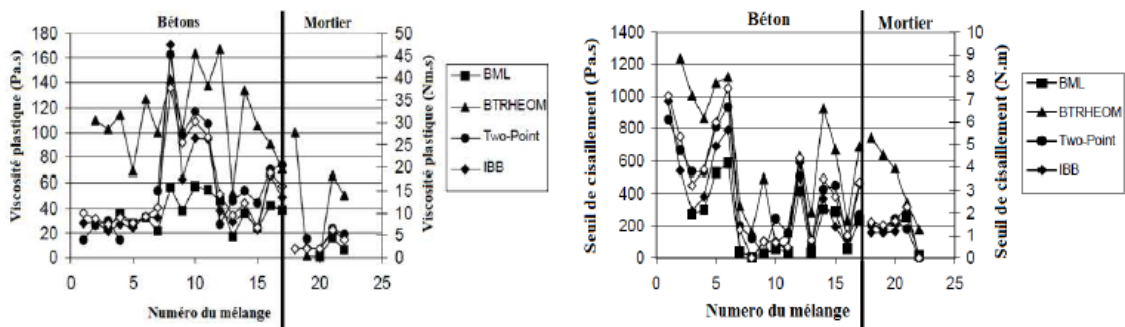 Bétons
Mortier
Viscosité plastique (Pa.s)
180
160
140
120
100
80
60
40
20
0
50
45
40
35
30
25
20
15
10
5
0
Viscosité plastique (Nm.s)
0
5
10
15
20
25
Numéro du mélange
BML
BTRHEOM
Two-Point
IBB
Béton
Mortier
Seuil de cisaillement (Pa.s)
1400
1200
1000
800
600
400
200
0
10
9
8
7
6
5
4
3
2
1
0
Seuil de cisaillement (N.m)
0
5
10
15
20
25
Numero du mélange
BML
BTRHEOM
Two-Point
IBB